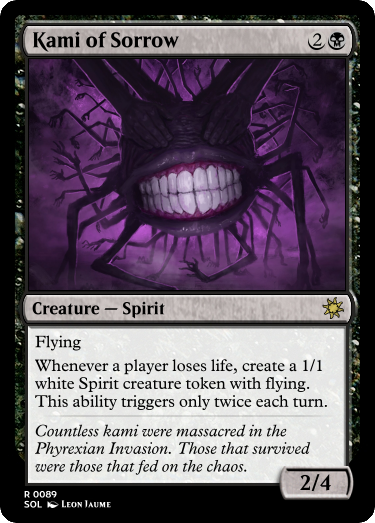 Kami of Sorrow 2
Creature — Spirit
Flying
Whenever a player loses life, create a 1/1
white Spirit creature token with flying.
This ability triggers only twice each turn.
Countless kami were massacred in the
Phyrexian Invasion. Those that survived
were those that fed on the chaos.
2/4
R 0089
SOL Leon Jaume